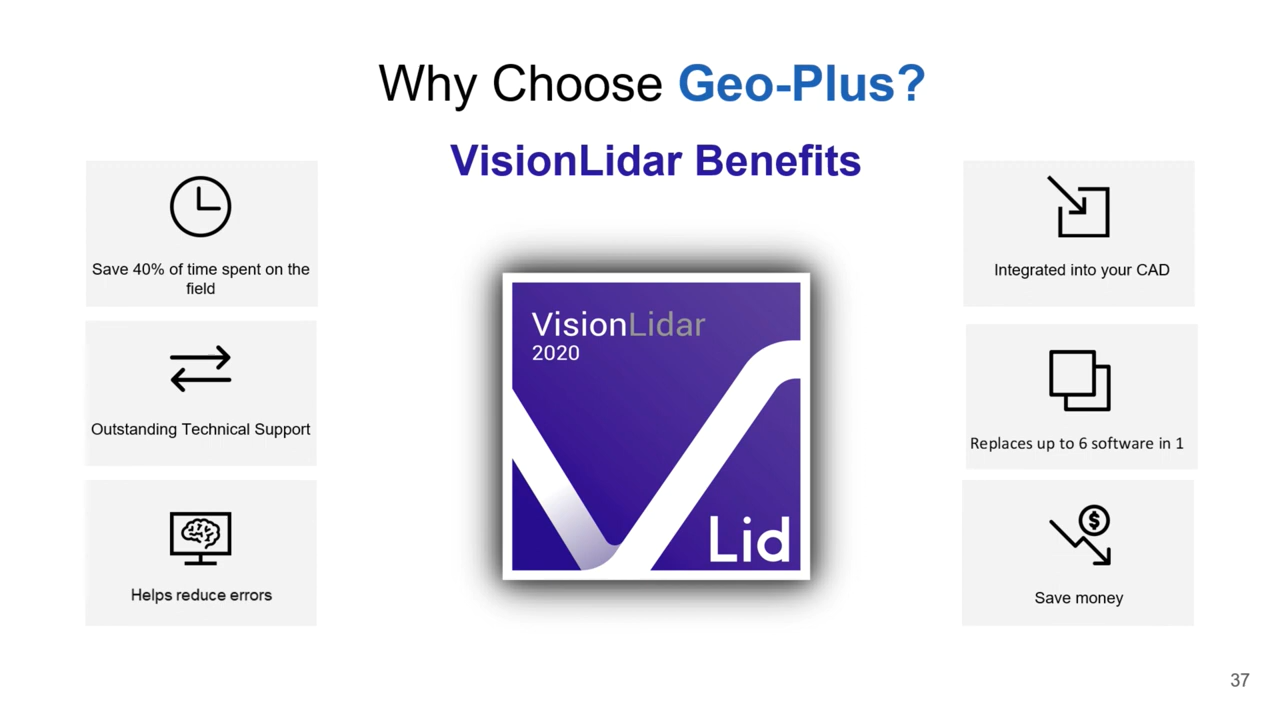 Why Choose Geo-Plus?
VisionLidar Benefits
Save 40% of time spent on the
field
Outstanding Technical Support
Helps reduce errors
VisionLidar
2020
Lid
Integrated into your CAD
Replaces up to 6 software in 1
$
Save money
37